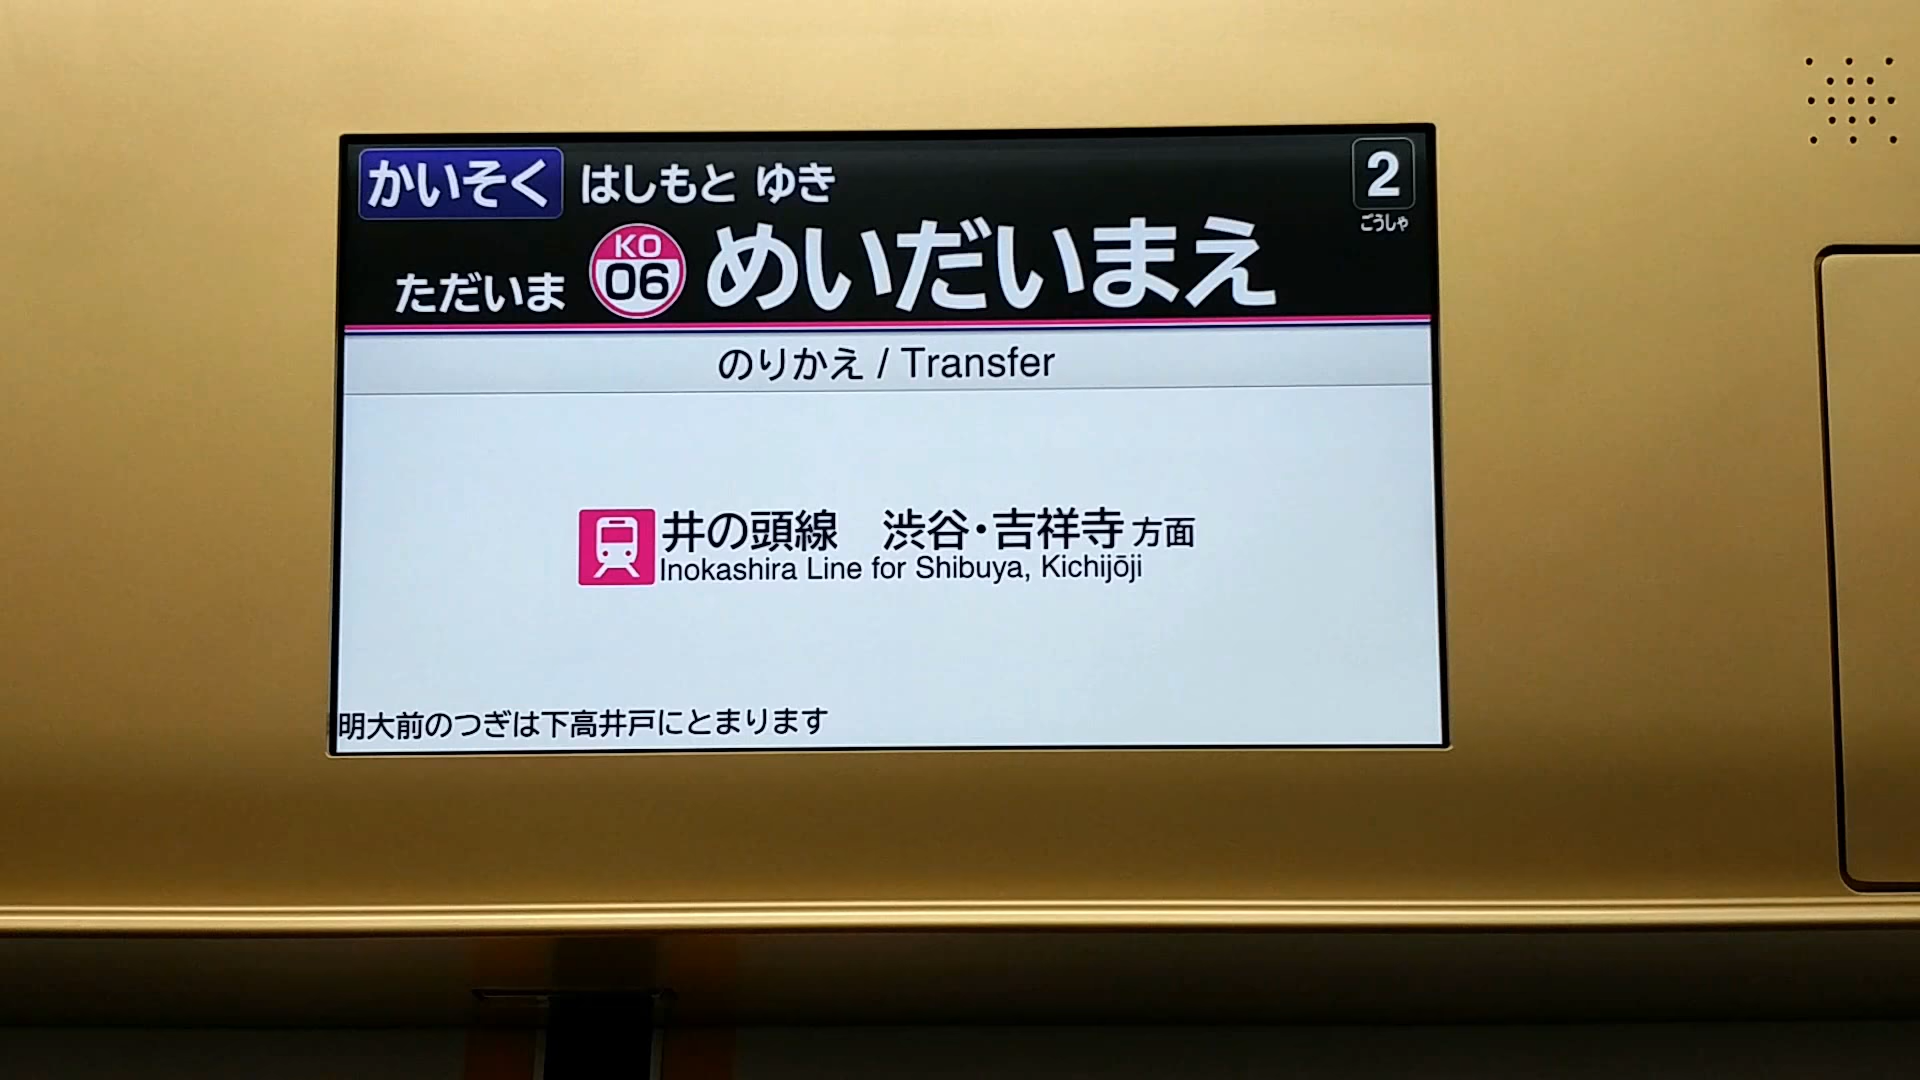 かいそく はしもと ゆき 2
ごうしゃ
ただいま KO 06 めいだいまえ
のりかえ / Transfer
井の頭線　渋谷・吉祥寺方面
Inokashira Line for Shibuya, Kichijōji
明大前のつぎは下高井戸にとまります